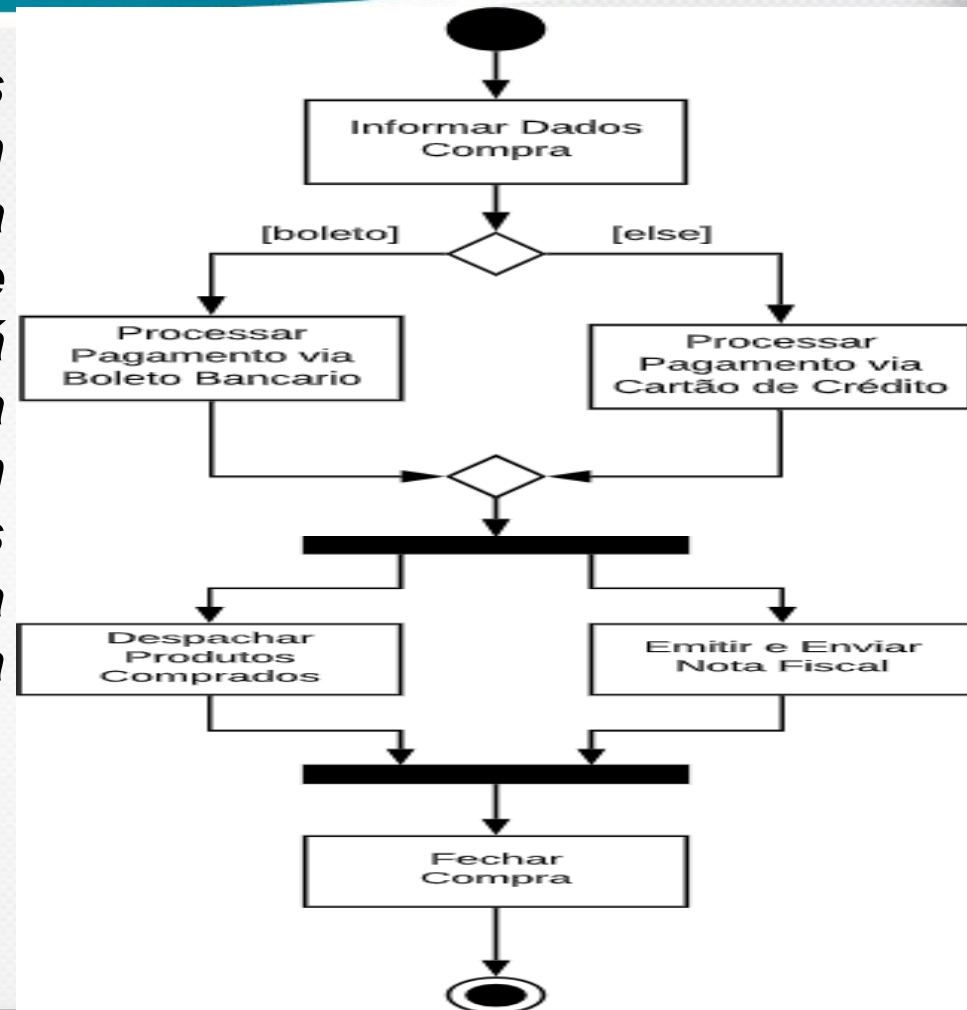 Informar Dados
Compra
[boleto]
[else]
Processar
Pagamento via
Boleto Bancario
Processar
Pagamento via
Cartão de Crédito
Despachar
Produtos
Comprados
Emitir e Enviar
Nota Fiscal
Fechar
Compra